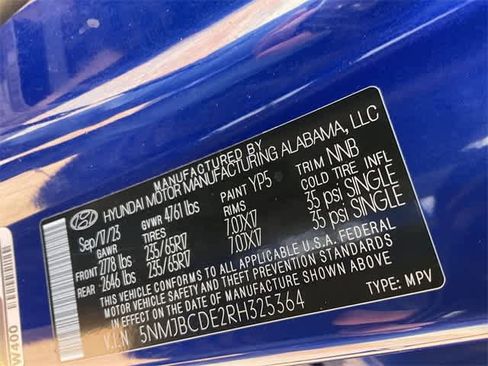 MANUFACTURED BY
HYUNDAI MOTOR MANUFACTURING ALABAMA, LLC
Sep/17/23 GVWR 4761 lbs PAINT YP5 TRIM NNB
GAWR TIRES RIMS COLD TIRE INFL
FRONT 2778 lbs 235/65R17 7.0JX17 35 psi SINGLE
REAR 2646 lbs 235/65R17 7.0JX17 35 psi SINGLE
THIS VEHICLE CONFORMS TO ALL APPLICABLE U.S.A. FEDERAL
MOTOR VEHICLE SAFETY BUMPER, AND THEFT PREVENTION STANDARDS
IN EFFECT ON THE DATE OF MANUFACTURE SHOWN ABOVE.
V.I.N 5NMJBCDE2RH325364 TYPE: MPV
W400